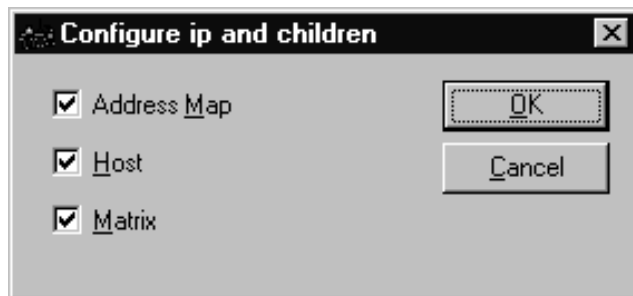 Configure ip and children
Address Map
OK
Host
Cancel
Matrix